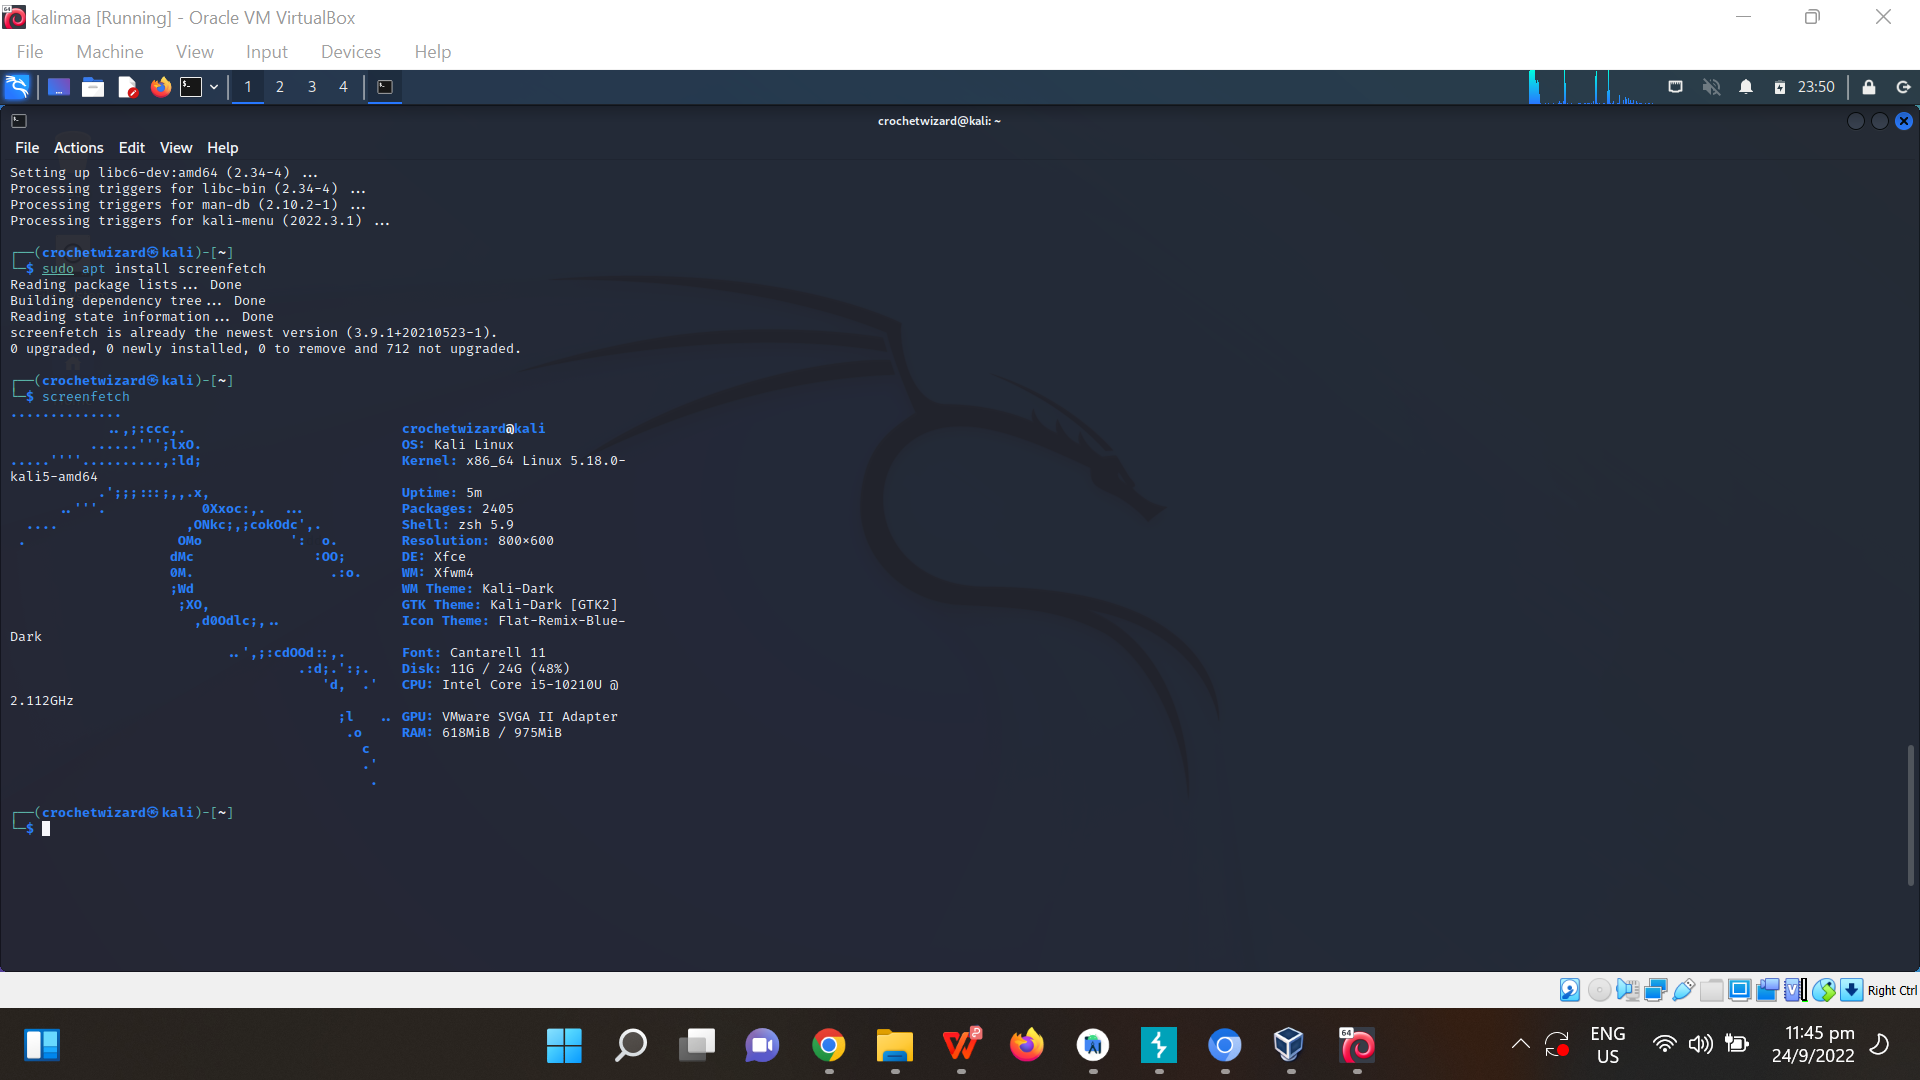 kalimaa [Running] - Oracle VM VirtualBox
File Machine View Input Devices Help
1 2 3 4 23:50
crochetwizard@kali: ~
File Actions Edit View Help
Setting up libc6-dev:amd64 (2.34-4) ...
Processing triggers for libc-bin (2.34-4) ...
Processing triggers for man-db (2.10.2-1) ...
Processing triggers for kali-menu (2022.3.1) ...
┌──(crochetwizard㉿kali)-[~]
└─$ sudo apt install screenfetch
Reading package lists... Done
Building dependency tree... Done
Reading state information... Done
screenfetch is already the newest version (3.9.1+20210523-1).
0 upgraded, 0 newly installed, 0 to remove and 712 not upgraded.
┌──(crochetwizard㉿kali)-[~]
└─$ screenfetch
..............
..,;:ccc,. crochetwizard@kali
......''';lxO. OS: Kali Linux
.....''''..........,:ld; Kernel: x86_64 Linux 5.18.0-
kali5-amd64
.';;;:::;,,.x, Uptime: 5m
..'''. 0Xxoc:,. ... Packages: 2405
.... ,ONkc;,;cokOdc',. Shell: zsh 5.9
. OMo ': o. Resolution: 800x600
dMc :OO; DE: Xfce
0M. .:o. WM: Xfwm4
;Wd WM Theme: Kali-Dark
;XO, GTK Theme: Kali-Dark [GTK2]
,d0Odlc;,.. Icon Theme: Flat-Remix-Blue-
Dark
..',;:cdOOd::,. Font: Cantarell 11
.:d;.':;. Disk: 11G / 24G (48%)
'd, .' CPU: Intel Core i5-10210U @
2.112GHz
;l .. GPU: VMware SVGA II Adapter
.o RAM: 618MiB / 975MiB
c
.'
.
┌──(crochetwizard㉿kali)-[~]
└─$
Right Ctrl
ENG
US
11:45 pm
24/9/2022